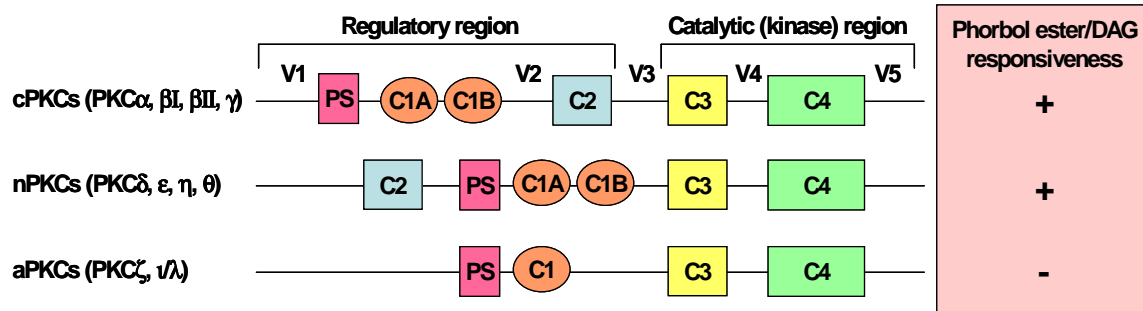 Regulatory region
Catalytic (kinase) region
Phorbol ester/DAG
responsiveness
V1 V2 V3 V4 V5
cPKCs (PKCα, βI, βII, γ) PS C1A C1B C2 C3 C4 +
nPKCs (PKCδ, ε, η, θ) C2 PS C1A C1B C3 C4 +
aPKCs (PKCζ, ι/λ) PS C1 C3 C4 -